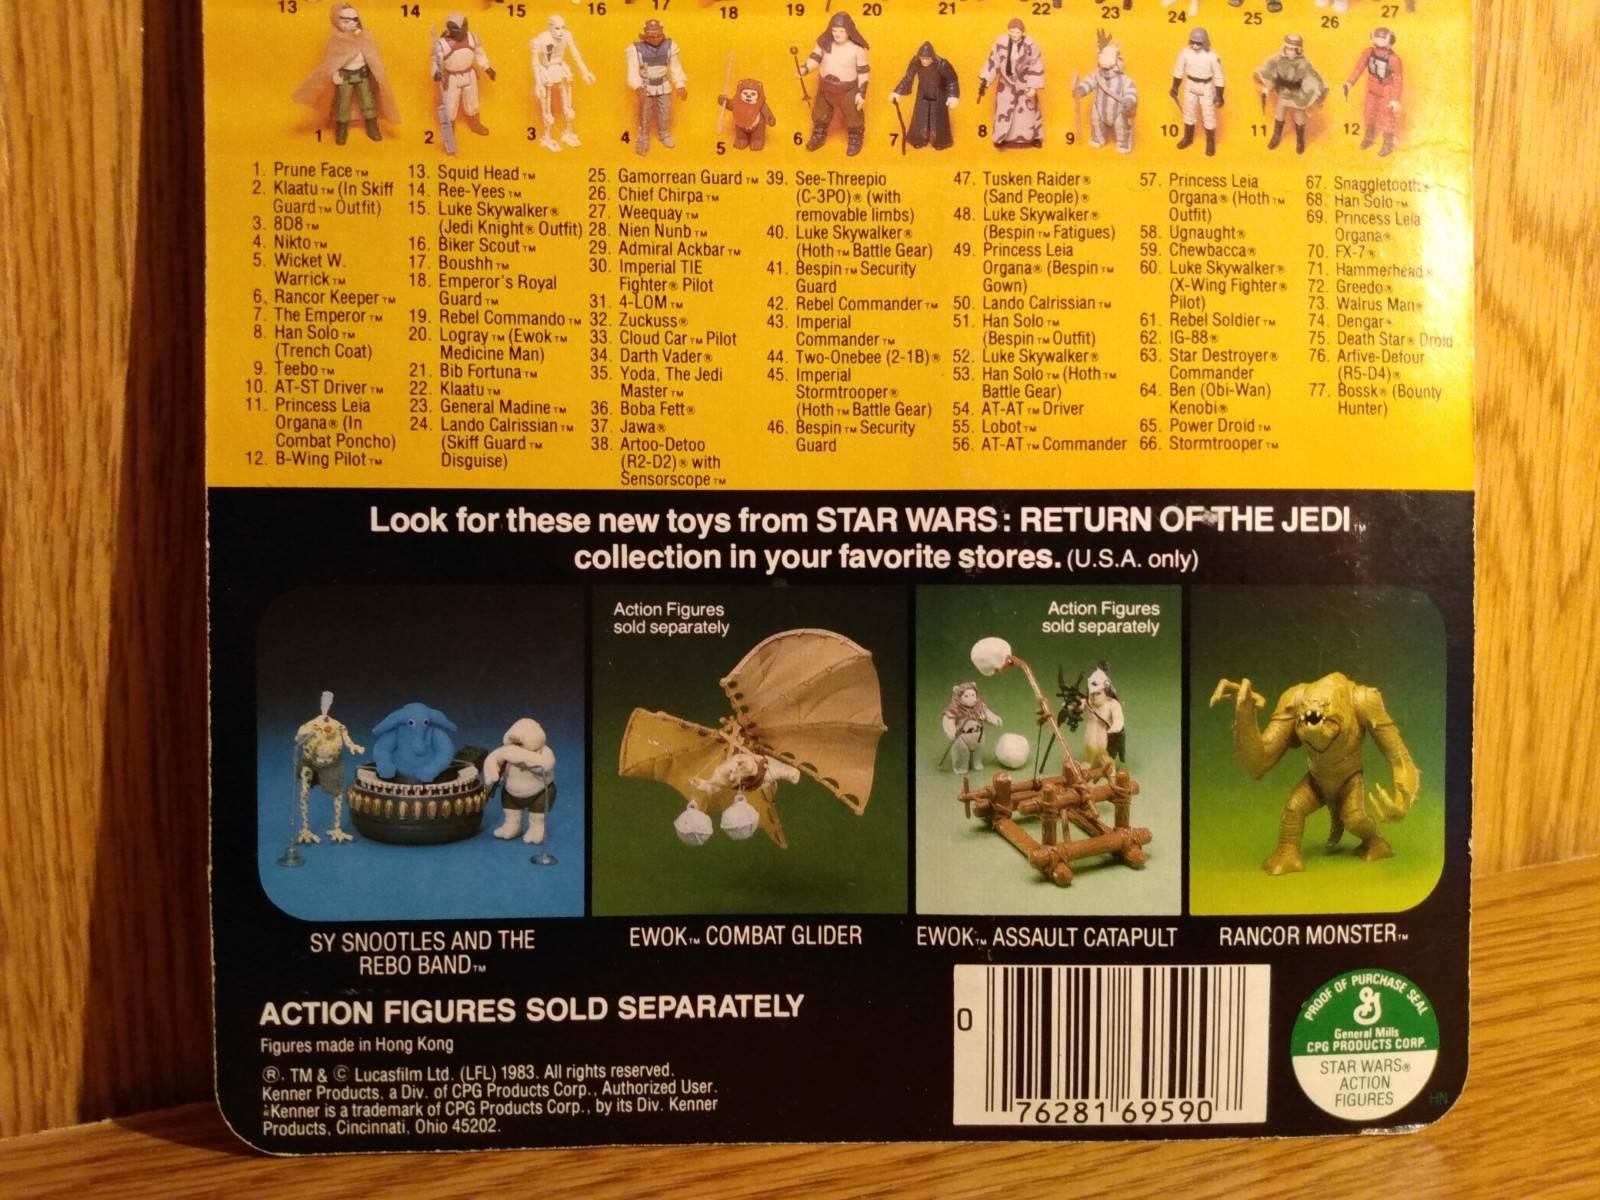 13 14 15 16 17 18 19 20 21 22 23 24 25 26 27
1 2 3 4 5 6 7 8 9 10 11 12
1. Prune Face™
2. Klaatu™ (In Skiff
Guard™ Outfit)
3. 8D8™
4. Nikto™
5. Wicket W.
Warrick™
6. Rancor Keeper™
7. The Emperor™
8. Han Solo™
(Trench Coat)
9. Teebo™
10. AT-ST Driver™
11. Princess Leia
Organa® (In
Combat Poncho)
12. B-Wing Pilot™
13. Squid Head™
14. Ree-Yees™
15. Luke Skywalker®
(Jedi Knight® Outfit)
16. Biker Scout™
17. Boushh™
18. Emperor's Royal
Guard™
19. Rebel Commando™
20. Logray™ (Ewok™
Medicine Man)
21. Bib Fortuna™
22. Klaatu™
23. General Madine™
24. Lando Calrissian™
(Skiff Guard™
Disguise)
25. Gamorrean Guard™
26. Chief Chirpa™
27. Weequay™
28. Nien Nunb™
29. Admiral Ackbar™
30. Imperial TIE
Fighter® Pilot
31. 4-LOM™
32. Zuckuss®
33. Cloud Car™ Pilot
34. Darth Vader®
35. Yoda, The Jedi
Master™
36. Boba Fett®
37. Jawa®
38. Artoo-Detoo
(R2-D2)® with
Sensorscope™
39. See-Threepio
(C-3PO)® (with
removable limbs)
40. Luke Skywalker®
(Hoth™ Battle Gear)
41. Bespin™ Security
Guard
42. Rebel Commander™
43. Imperial
Commander™
44. Two-Onebee (2-1B)®
45. Imperial
Stormtrooper®
(Hoth™ Battle Gear)
46. Bespin™ Security
Guard
47. Tusken Raider®
(Sand People)®
48. Luke Skywalker®
(Bespin™ Fatigues)
49. Princess Leia
Organa® (Bespin™
Gown)
50. Lando Calrissian™
51. Han Solo™
(Bespin™ Outfit)
52. Luke Skywalker®
53. Han Solo™ (Hoth™
Battle Gear)
54. AT-AT™ Driver
55. Lobot™
56. AT-AT™ Commander
57. Princess Leia
Organa® (Hoth™
Outfit)
58. Ugnaught®
59. Chewbacca®
60. Luke Skywalker®
(X-Wing Fighter®
Pilot)
61. Rebel Soldier™
62. IG-88®
63. Star Destroyer®
Commander
64. Ben (Obi-Wan)
Kenobi®
65. Power Droid™
66. Stormtrooper™
67. Snaggletooth®
68. Han Solo™
69. Princess Leia
Organa®
70. FX-7®
71. Hammerhead®
72. Greedo®
73. Walrus Man®
74. Dengar®
75. Death Star® Droid
76. Arfive-Defour
(R5-D4)®
77. Bossk® (Bounty
Hunter)
Look for these new toys from STAR WARS: RETURN OF THE JEDI™
collection in your favorite stores. (U.S.A. only)
Action Figures
sold separately
Action Figures
sold separately
SY SNOOTLES AND THE
REBO BAND™
EWOK™ COMBAT GLIDER
EWOK™ ASSAULT CATAPULT
RANCOR MONSTER™
ACTION FIGURES SOLD SEPARATELY
Figures made in Hong Kong
®, TM & © Lucasfilm Ltd. (LFL) 1983. All rights reserved.
Kenner Products, a Div. of CPG Products Corp., Authorized User.
Kenner is a trademark of CPG Products Corp., by its Div. Kenner
Products, Cincinnati, Ohio 45202.
0 76281 69590
PROOF OF PURCHASE SEAL
General Mills
CPG PRODUCTS CORP.
STAR WARS®
ACTION
FIGURES
HN